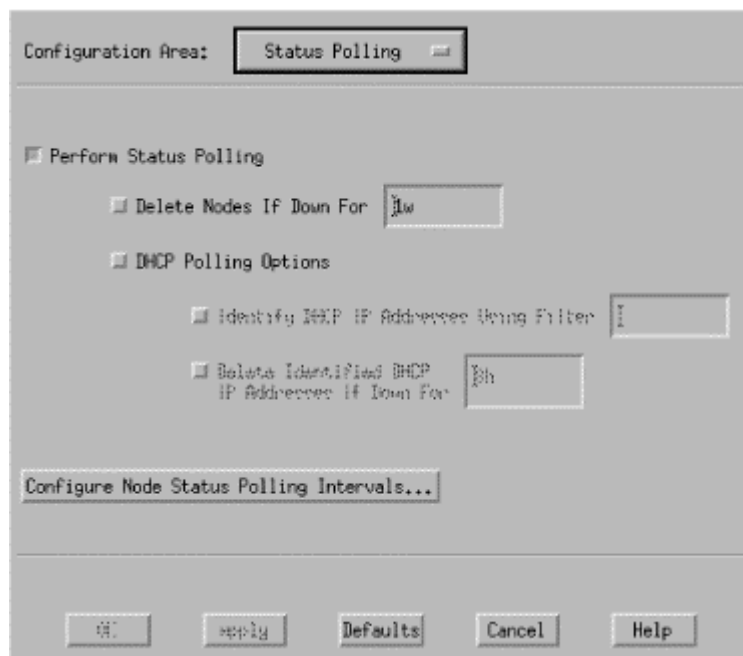 Configuration Area: Status Polling
Perform Status Polling
Delete Nodes If Down For 1w
DHCP Polling Options
Identify DHCP IP Addresses Using Filter
Delete Identified DHCP
IP Addresses If Down For
Configure Node Status Polling Intervals...
OK Apply Defaults Cancel Help